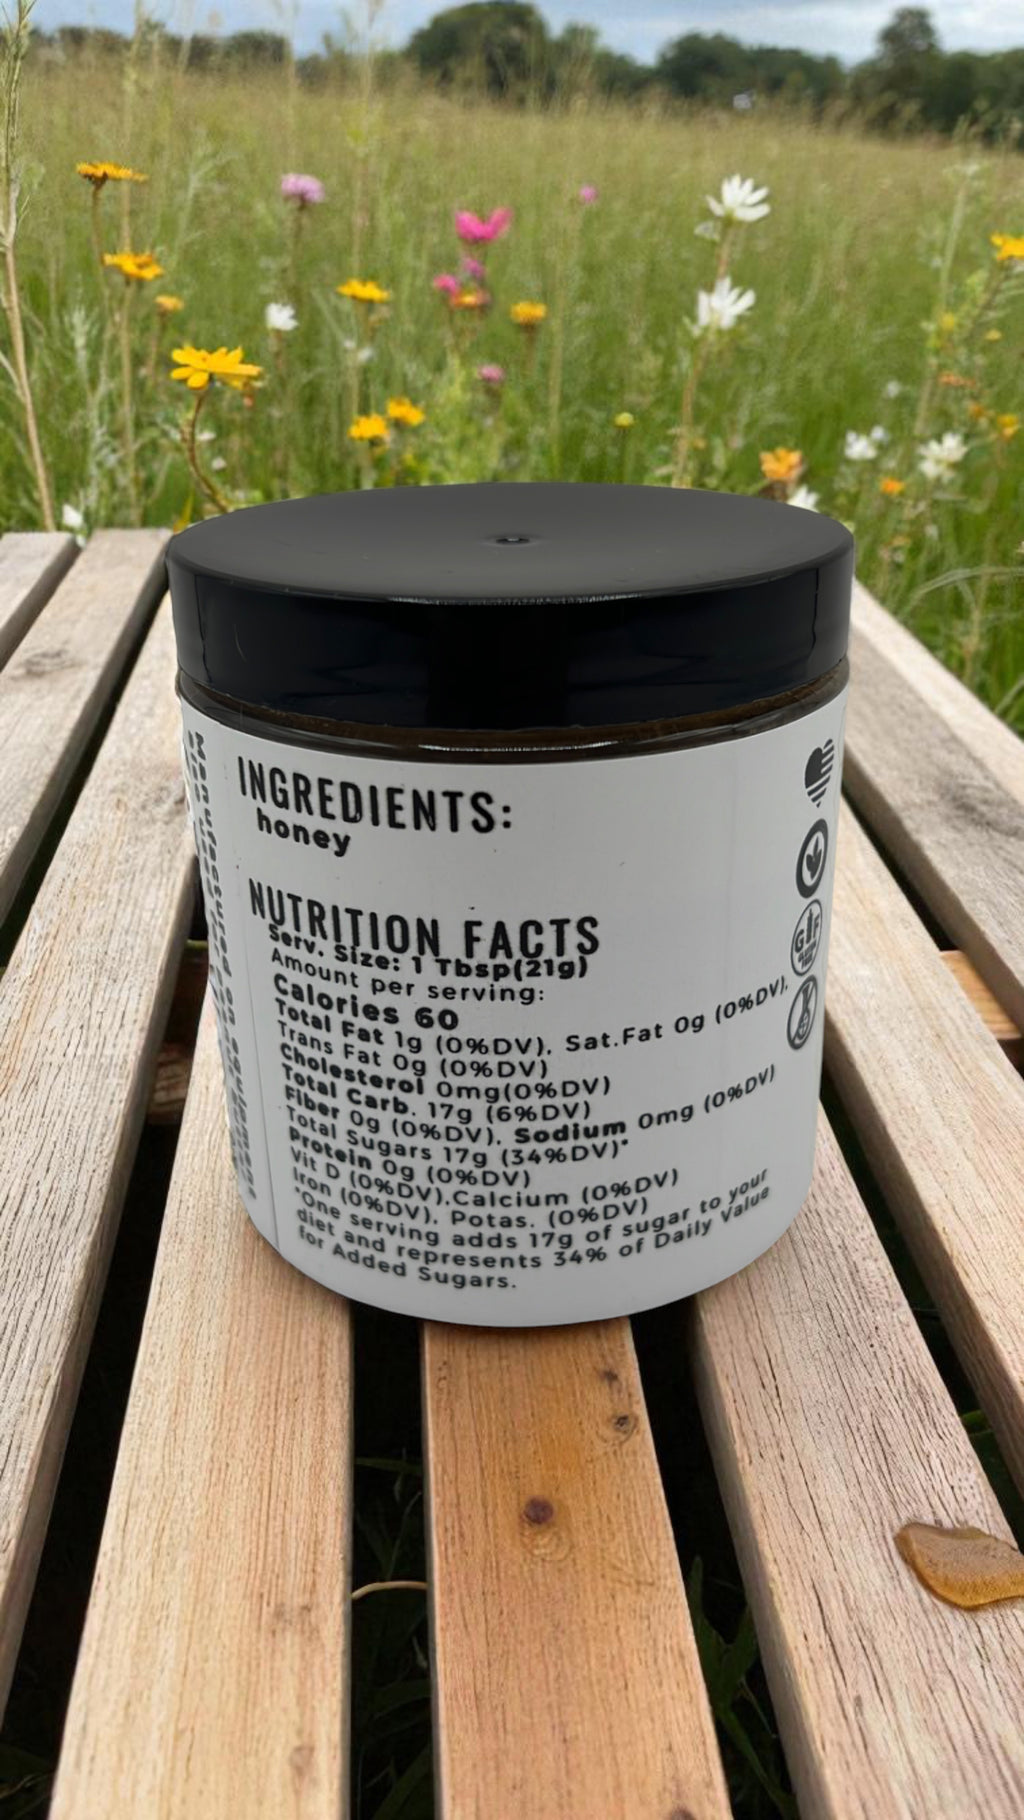 INGREDIENTS:
honey
NUTRITION FACTS
Serv. Size: 1 Tbsp(21g)
Amount per serving:
Calories 60
Total Fat 1g (0%DV), Sat.Fat 0g (0%DV),
Trans Fat 0g (0%DV)
Cholesterol 0mg(0%DV)
Total Carb. 17g (6%DV)
Fiber 0g (0%DV), Sodium 0mg (0%DV)
Total Sugars 17g (34%DV)*
Protein 0g (0%DV)
Vit D (0%DV),Calcium (0%DV)
Iron (0%DV), Potas. (0%DV)
*One serving adds 17g of sugar to your
diet and represents 34% of Daily Value
for Added Sugars.
Manufactured on equipment
GF